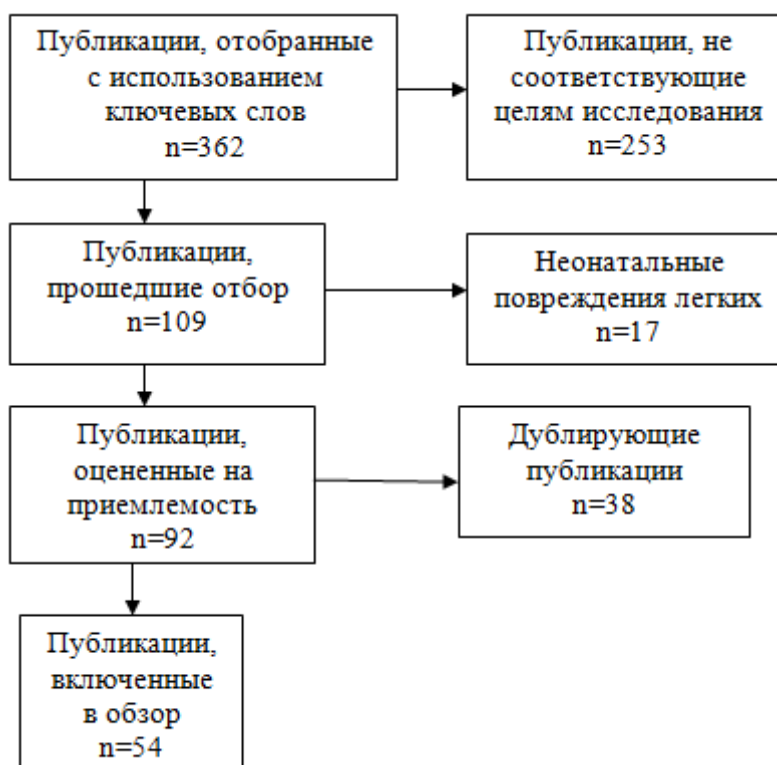 Публикации, отобранные
с использованием
ключевых слов
n=362
Публикации, не
соответствующие
целям исследования
n=253
Публикации,
прошедшие отбор
n=109
Неонатальные
повреждения легких
n=17
Публикации,
оцененные на
приемлемость
n=92
Дублирующие
публикации
n=38
Публикации,
включенные
в обзор
n=54